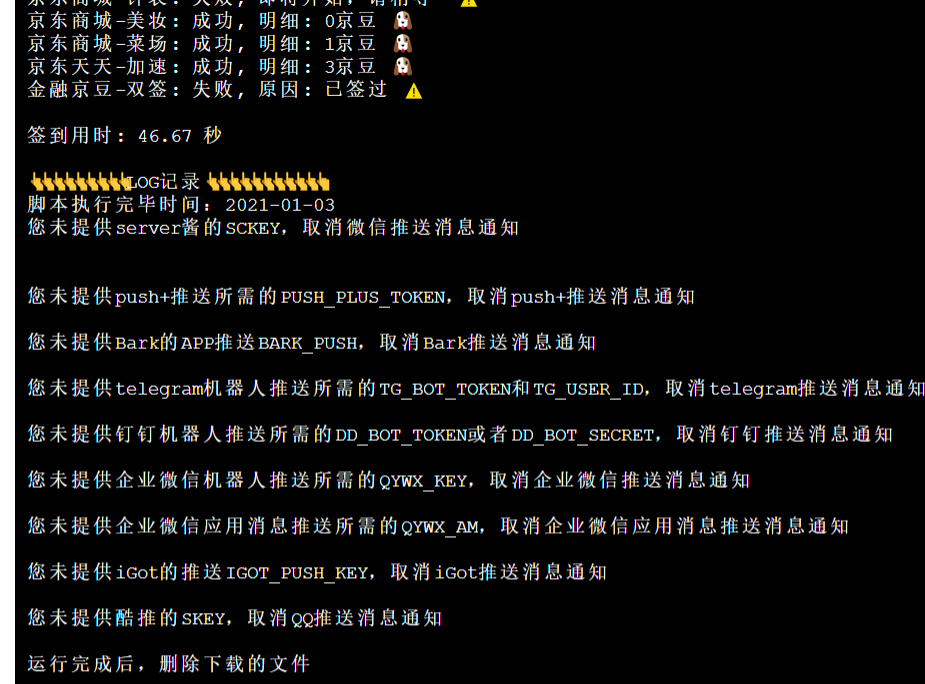 京东商城-美妆: 成功, 明细: 0京豆 🐶
京东商城-菜场: 成功, 明细: 1京豆 🐶
京东天天-加速: 成功, 明细: 3京豆 🐶
金融京豆-双签: 失败, 原因: 已签过 ⚠️
签到用时: 46.67 秒
👆👆👆👆👆👆👆👆👆LOG记录👆👆👆👆👆👆👆👆👆👆👆
脚本执行完毕时间: 2021-01-03
您未提供server酱的SCKEY, 取消微信推送消息通知
您未提供push+推送所需的PUSH_PLUS_TOKEN, 取消push+推送消息通知
您未提供Bark的APP推送BARK_PUSH, 取消Bark推送消息通知
您未提供telegram机器人推送所需的TG_BOT_TOKEN和TG_USER_ID, 取消telegram推送消息通知
您未提供钉钉机器人推送所需的DD_BOT_TOKEN或者DD_BOT_SECRET, 取消钉钉推送消息通知
您未提供企业微信机器人推送所需的QYWX_KEY, 取消企业微信推送消息通知
您未提供企业微信应用消息推送所需的QYWX_AM, 取消企业微信应用消息推送消息通知
您未提供iGot的推送IGOT_PUSH_KEY, 取消iGot推送消息通知
您未提供酷推的SKEY, 取消QQ推送消息通知
运行完成后, 删除下载的文件